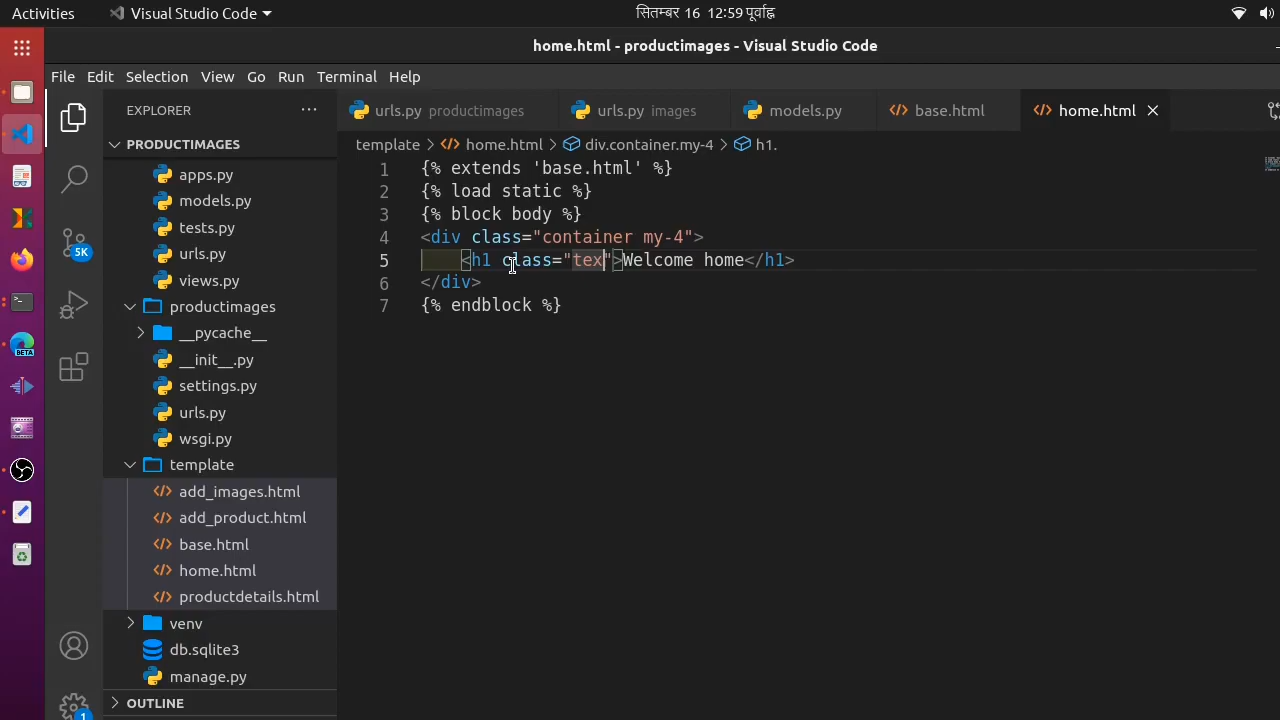 Activities
Visual Studio Code
सितम्बर 16 12:59 पूर्वाह्न
home.html - productimages - Visual Studio Code
File Edit Selection View Go Run Terminal Help
EXPLORER
urls.py productimages
urls.py images
models.py
base.html
home.html
PRODUCTIMAGES
template > home.html > div.container.my-4 > h1.
apps.py
models.py
tests.py
urls.py
views.py
productimages
__pycache__
__init__.py
settings.py
urls.py
wsgi.py
template
add_images.html
add_product.html
base.html
home.html
productdetails.html
venv
db.sqlite3
manage.py
OUTLINE
5K
BETA
1
1 {% extends 'base.html' %}
2 {% load static %}
3 {% block body %}
4 <div class="container my-4">
5 <h1 class="tex">Welcome home</h1>
6 </div>
7 {% endblock %}